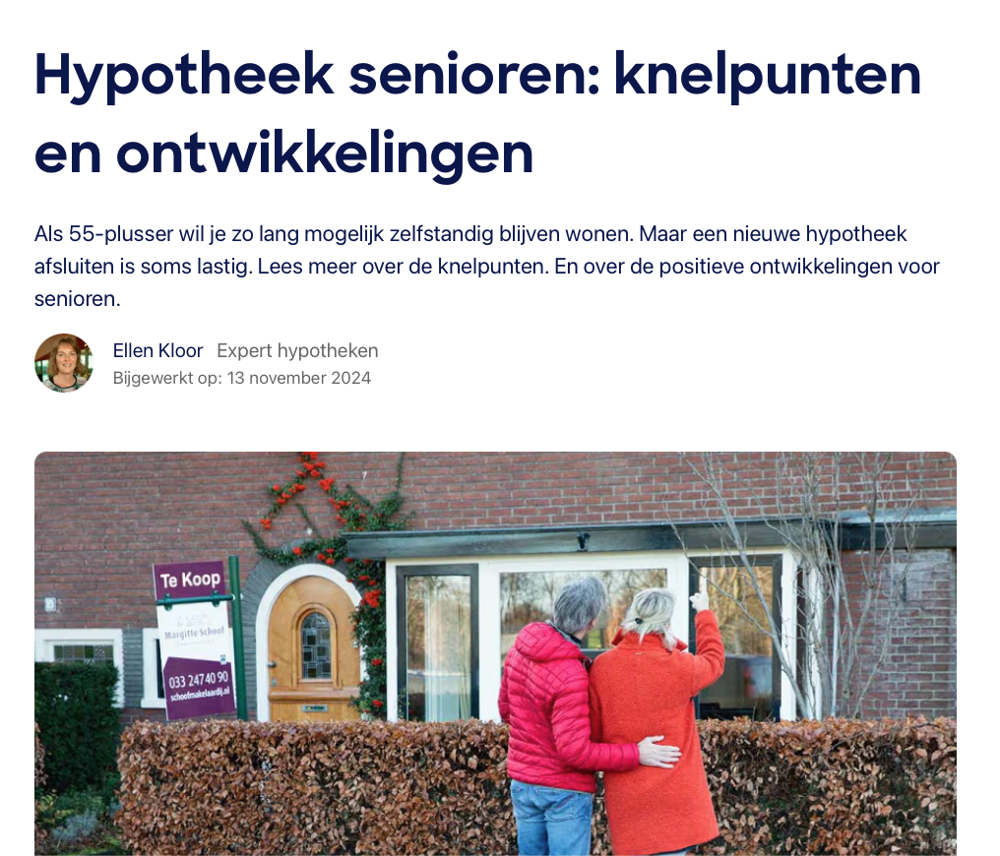 Hypotheek senioren: knelpunten
en ontwikkelingen
Als 55-plusser wil je zo lang mogelijk zelfstandig blijven wonen. Maar een nieuwe hypotheek
afsluiten is soms lastig. Lees meer over de knelpunten. En over de positieve ontwikkelingen voor
senioren.
Ellen Kloor Expert hypotheken
Bijgewerkt op: 13 november 2024
Te Koop
Margitte Schoof
033 247 40 90
schoofmakelaardij.nl